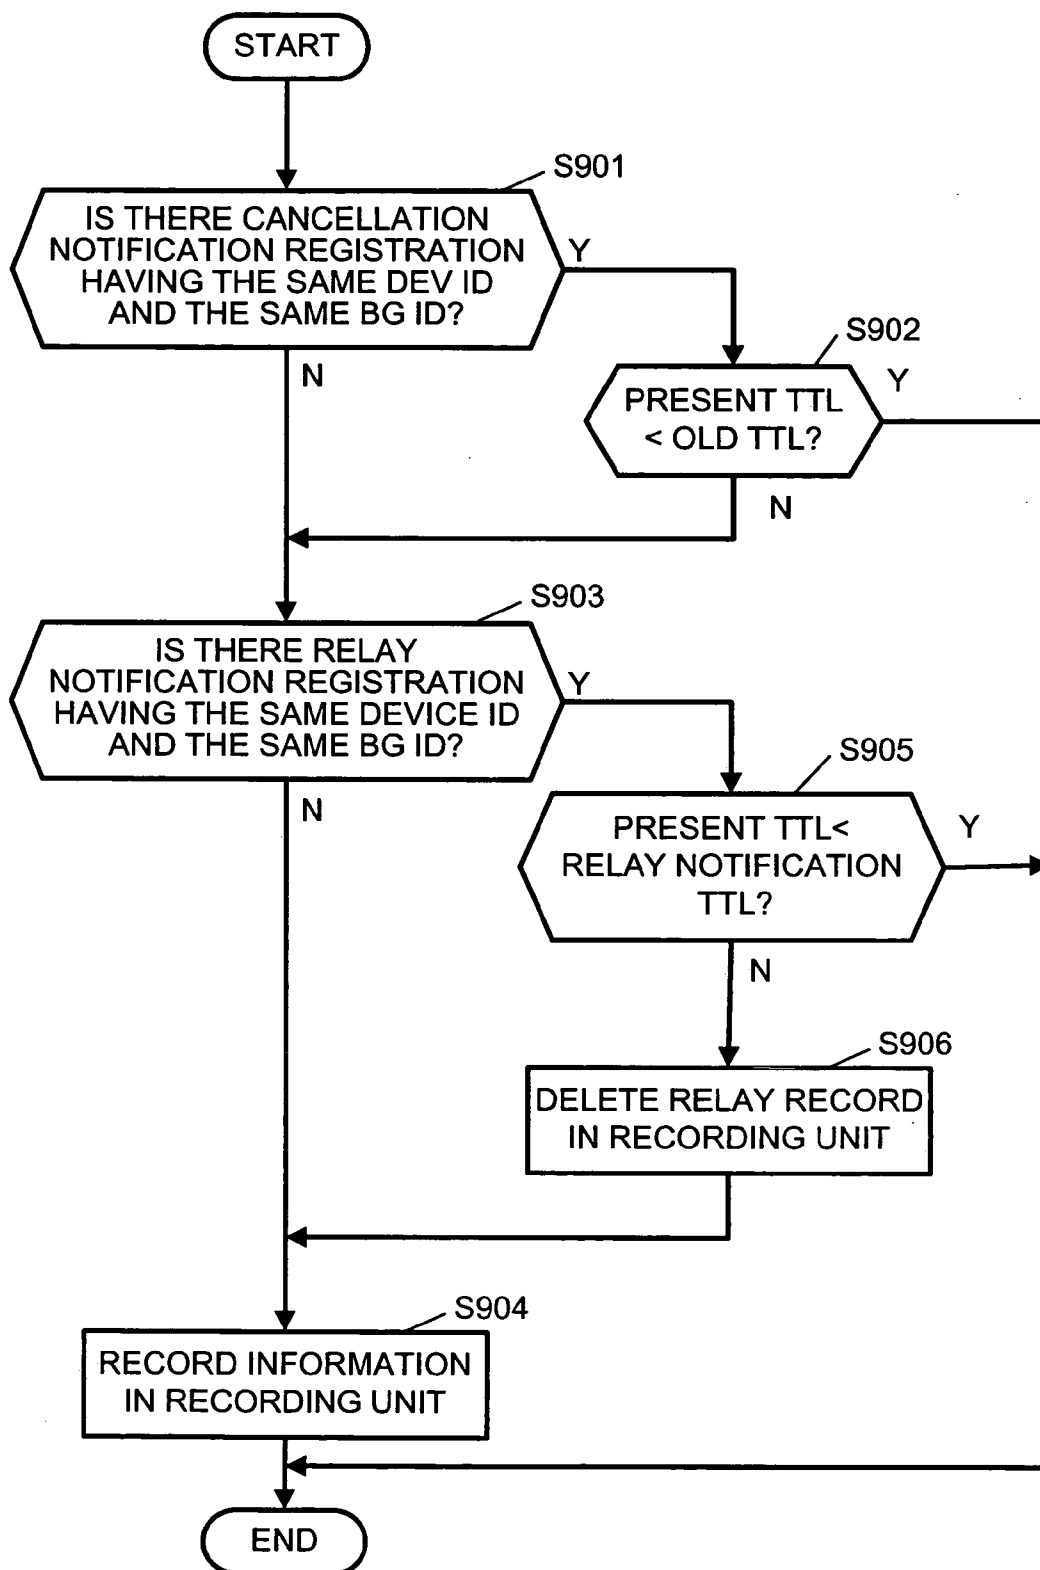 START
S901
IS THERE CANCELLATION
NOTIFICATION REGISTRATION
HAVING THE SAME DEV ID
AND THE SAME BG ID?
Y
N
S902
PRESENT TTL
< OLD TTL?
Y
N
S903
IS THERE RELAY
NOTIFICATION REGISTRATION
HAVING THE SAME DEVICE ID
AND THE SAME BG ID?
Y
N
S905
PRESENT TTL<
RELAY NOTIFICATION
TTL?
Y
N
S906
DELETE RELAY RECORD
IN RECORDING UNIT
S904
RECORD INFORMATION
IN RECORDING UNIT
END